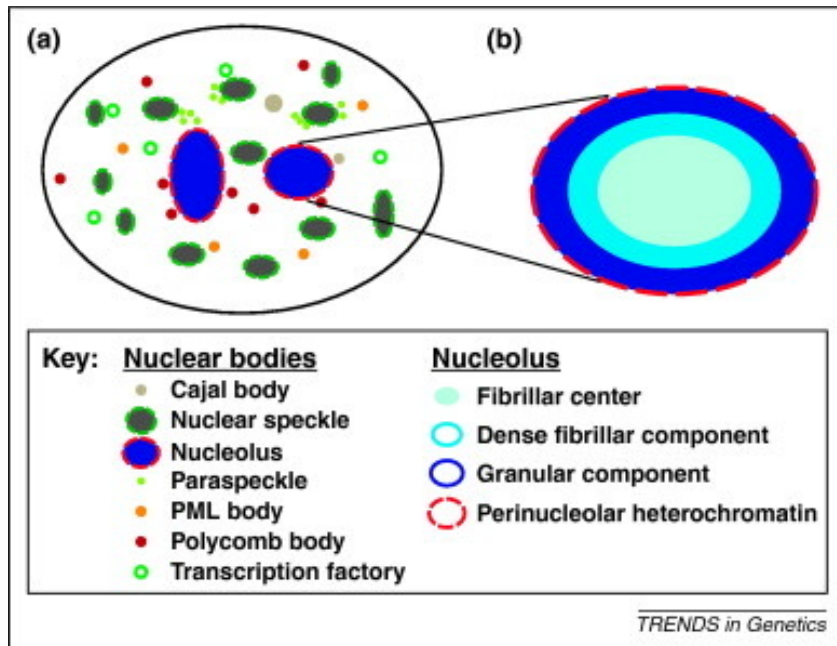 (a)
(b)
Key: Nuclear bodies
Cajal body
Nuclear speckle
Nucleolus
Paraspeckle
PML body
Polycomb body
Transcription factory
Nucleolus
Fibrillar center
Dense fibrillar component
Granular component
Perinucleolar heterochromatin
TRENDS in Genetics